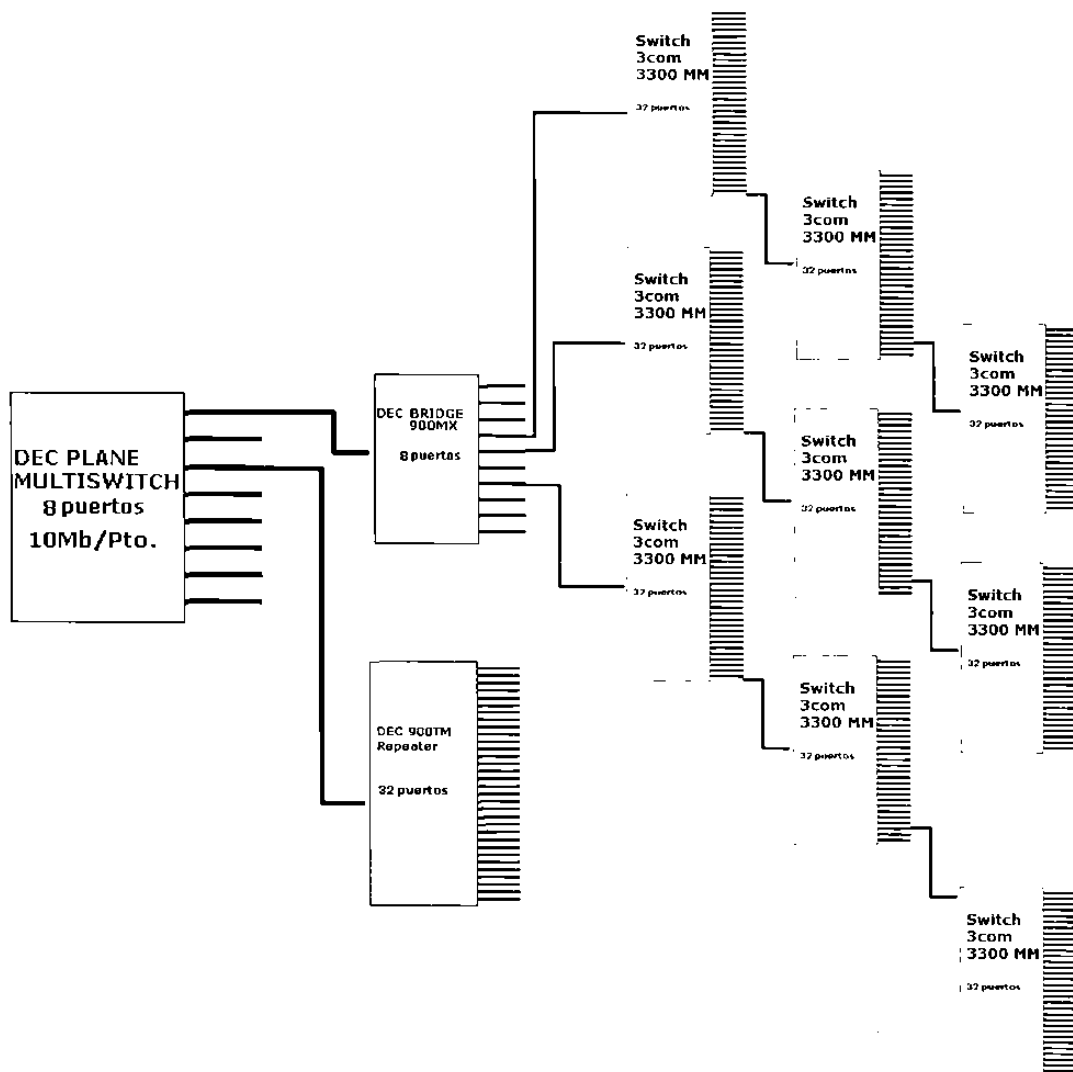 DEC PLANE
MULTISWITCH
8 puertos
10Mb/Pto.
DEC BRIDGE
900MX
8 puertos
DEC 900TM
Repeater
32 puertos
Switch
3com
3300 MM
32 puertos
Switch
3com
3300 MM
32 puertos
Switch
3com
3300 MM
32 puertos
Switch
3com
3300 MM
32 puertos
Switch
3com
3300 MM
32 puertos
Switch
3com
3300 MM
32 puertos
Switch
3com
3300 MM
32 puertos
Switch
3com
3300 MM
32 puertos
Switch
3com
3300 MM
32 puertos